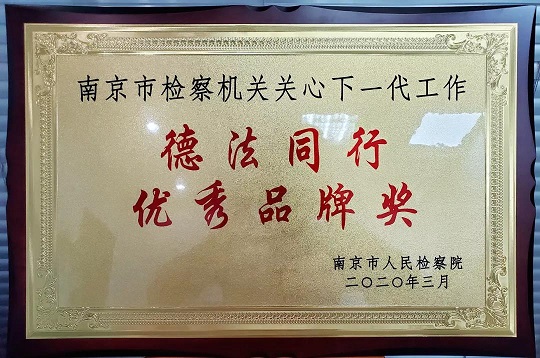 南京市检察机关关心下一代工作
德法同行
优秀品牌奖
南京市人民检察院
二〇二〇年三月